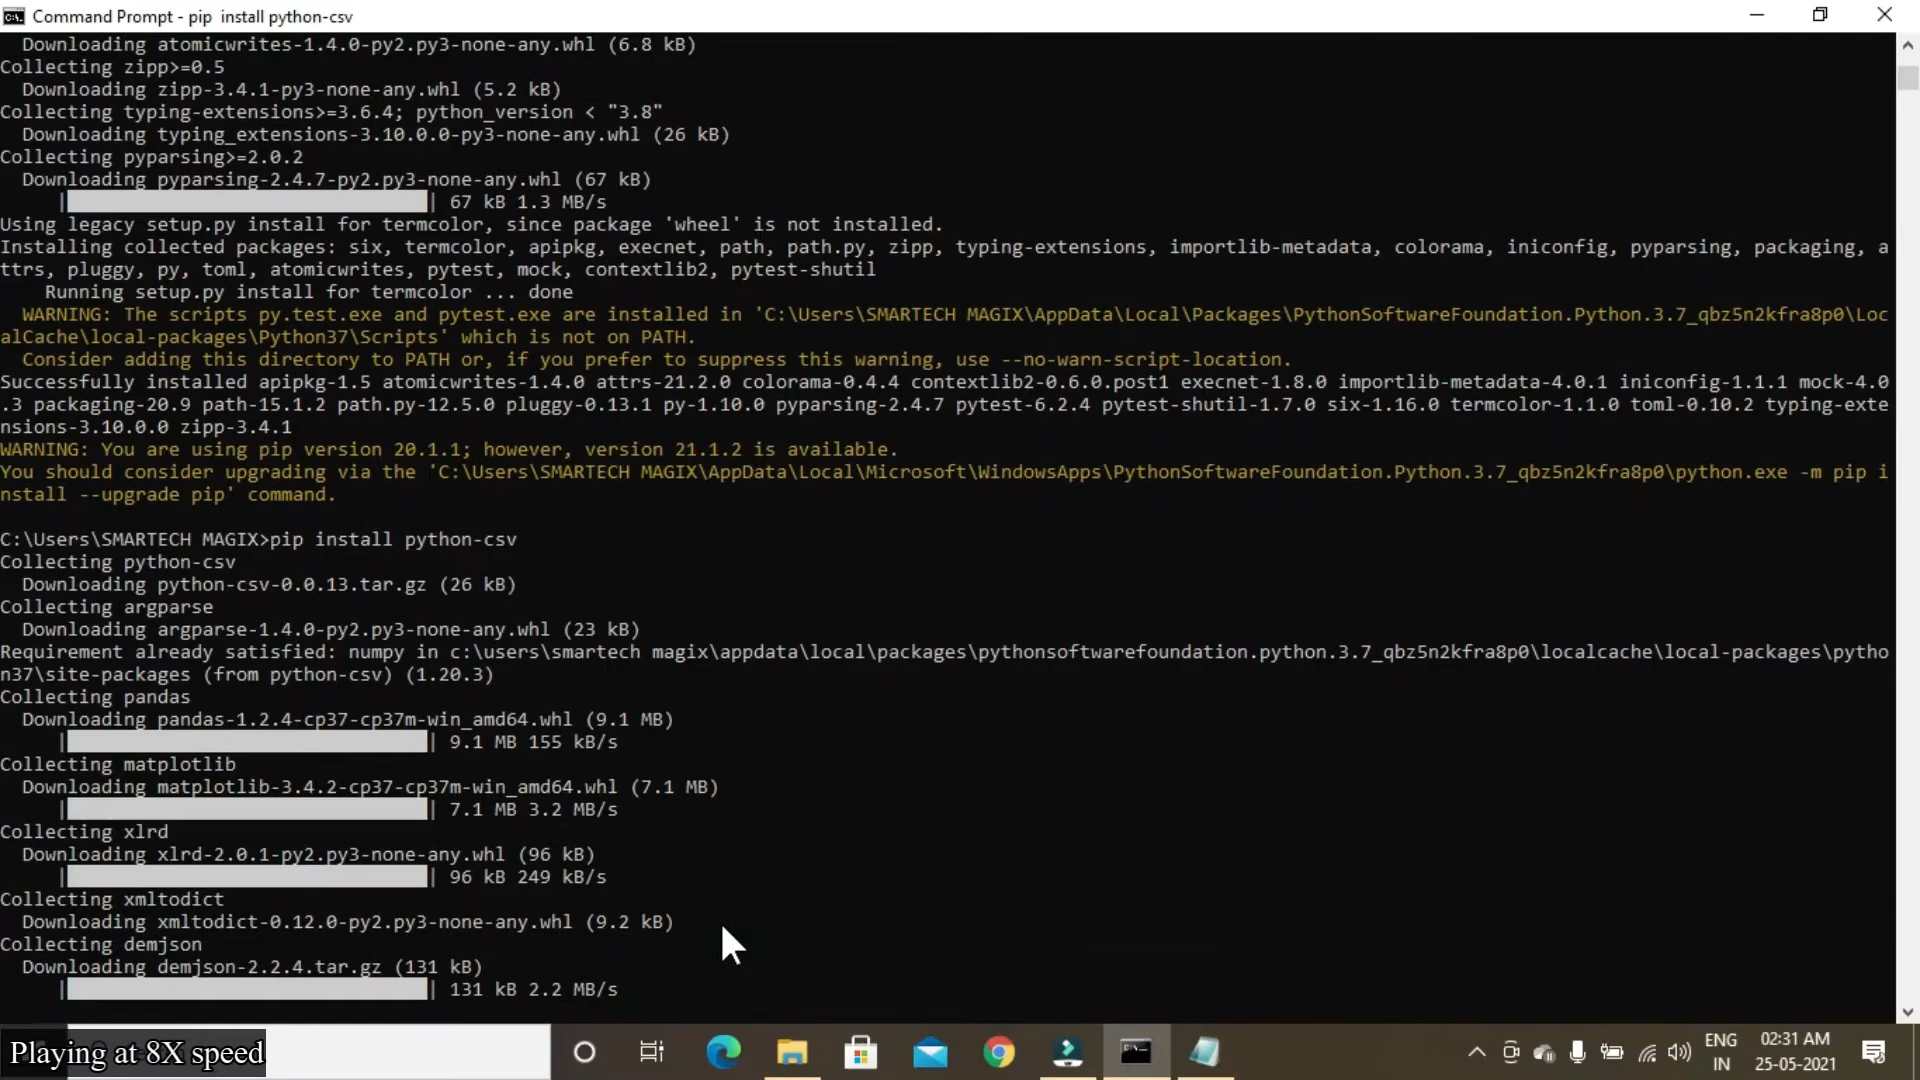 Command Prompt - pip  install python-csv
Downloading atomicwrites-1.4.0-py2.py3-none-any.whl (6.8 kB)
Collecting zipp>=0.5
Downloading zipp-3.4.1-py3-none-any.whl (5.2 kB)
Collecting typing-extensions>=3.6.4; python_version < "3.8"
Downloading typing_extensions-3.10.0.0-py3-none-any.whl (26 kB)
Collecting pyparsing>=2.0.2
Downloading pyparsing-2.4.7-py2.py3-none-any.whl (67 kB)
| | 67 kB 1.3 MB/s
Using legacy setup.py install for termcolor, since package 'wheel' is not installed.
Installing collected packages: six, termcolor, apipkg, execnet, path, path.py, zipp, typing-extensions, importlib-metadata, colorama, iniconfig, pyparsing, packaging, a
ttrs, pluggy, py, toml, atomicwrites, pytest, mock, contextlib2, pytest-shutil
Running setup.py install for termcolor ... done
WARNING: The scripts py.test.exe and pytest.exe are installed in 'C:\Users\SMARTECH MAGIX\AppData\Local\Packages\PythonSoftwareFoundation.Python.3.7_qbz5n2kfra8p0\Loc
alCache\local-packages\Python37\Scripts' which is not on PATH.
Consider adding this directory to PATH or, if you prefer to suppress this warning, use --no-warn-script-location.
Successfully installed apipkg-1.5 atomicwrites-1.4.0 attrs-21.2.0 colorama-0.4.4 contextlib2-0.6.0.post1 execnet-1.8.0 importlib-metadata-4.0.1 iniconfig-1.1.1 mock-4.0
.3 packaging-20.9 path-15.1.2 path.py-12.5.0 pluggy-0.13.1 py-1.10.0 pyparsing-2.4.7 pytest-6.2.4 pytest-shutil-1.7.0 six-1.16.0 termcolor-1.1.0 toml-0.10.2 typing-exte
nsions-3.10.0.0 zipp-3.4.1
WARNING: You are using pip version 20.1.1; however, version 21.1.2 is available.
You should consider upgrading via the 'C:\Users\SMARTECH MAGIX\AppData\Local\Microsoft\WindowsApps\PythonSoftwareFoundation.Python.3.7_qbz5n2kfra8p0\python.exe -m pip i
nstall --upgrade pip' command.
C:\Users\SMARTECH MAGIX>pip install python-csv
Collecting python-csv
Downloading python-csv-0.0.13.tar.gz (26 kB)
Collecting argparse
Downloading argparse-1.4.0-py2.py3-none-any.whl (23 kB)
Requirement already satisfied: numpy in c:\users\smartech magix\appdata\local\packages\pythonsoftwarefoundation.python.3.7_qbz5n2kfra8p0\localcache\local-packages\pytho
n37\site-packages (from python-csv) (1.20.3)
Collecting pandas
Downloading pandas-1.2.4-cp37-cp37m-win_amd64.whl (9.1 MB)
| | 9.1 MB 155 kB/s
Collecting matplotlib
Downloading matplotlib-3.4.2-cp37-cp37m-win_amd64.whl (7.1 MB)
| | 7.1 MB 3.2 MB/s
Collecting xlrd
Downloading xlrd-2.0.1-py2.py3-none-any.whl (96 kB)
| | 96 kB 249 kB/s
Collecting xmltodict
Downloading xmltodict-0.12.0-py2.py3-none-any.whl (9.2 kB)
Collecting demjson
Downloading demjson-2.2.4.tar.gz (131 kB)
| | 131 kB 2.2 MB/s
Playing at 8X speed
ENG
IN
02:31 AM
25-05-2021